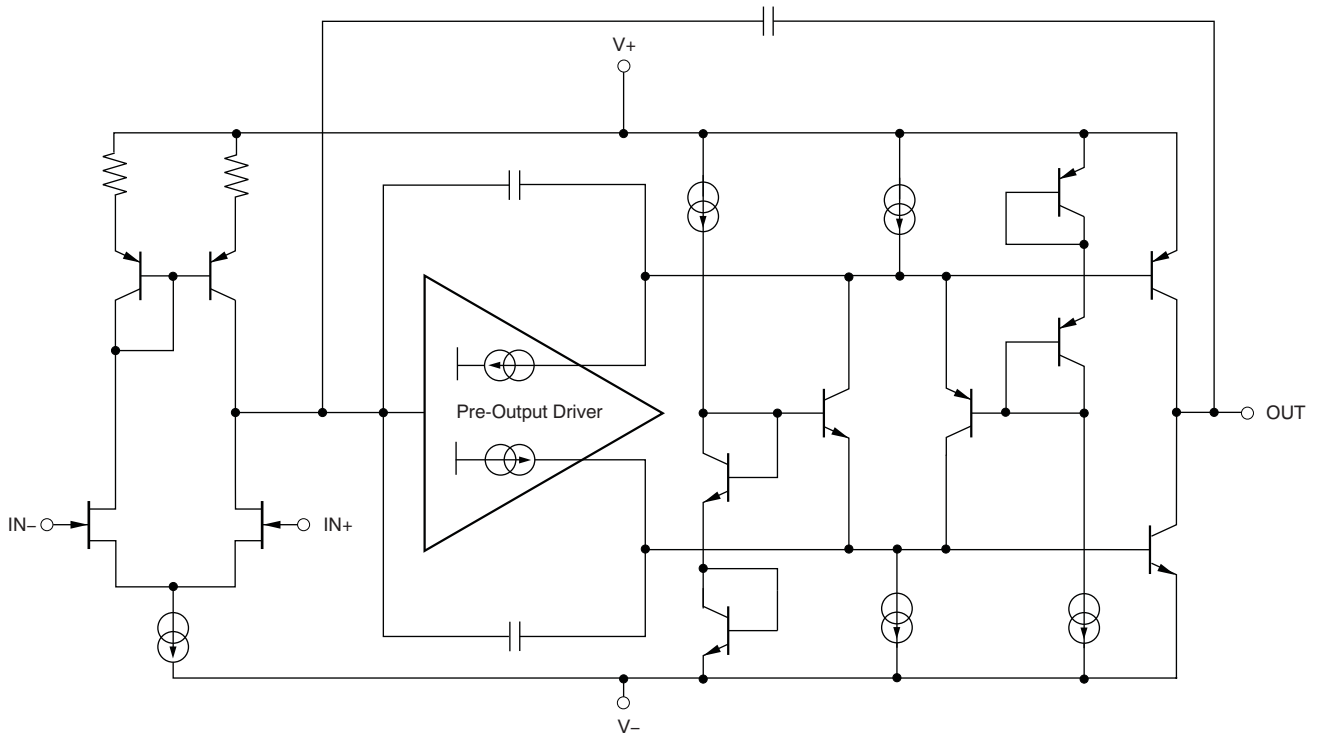 V+
Pre-Output Driver
OUT
IN–
IN+
V–